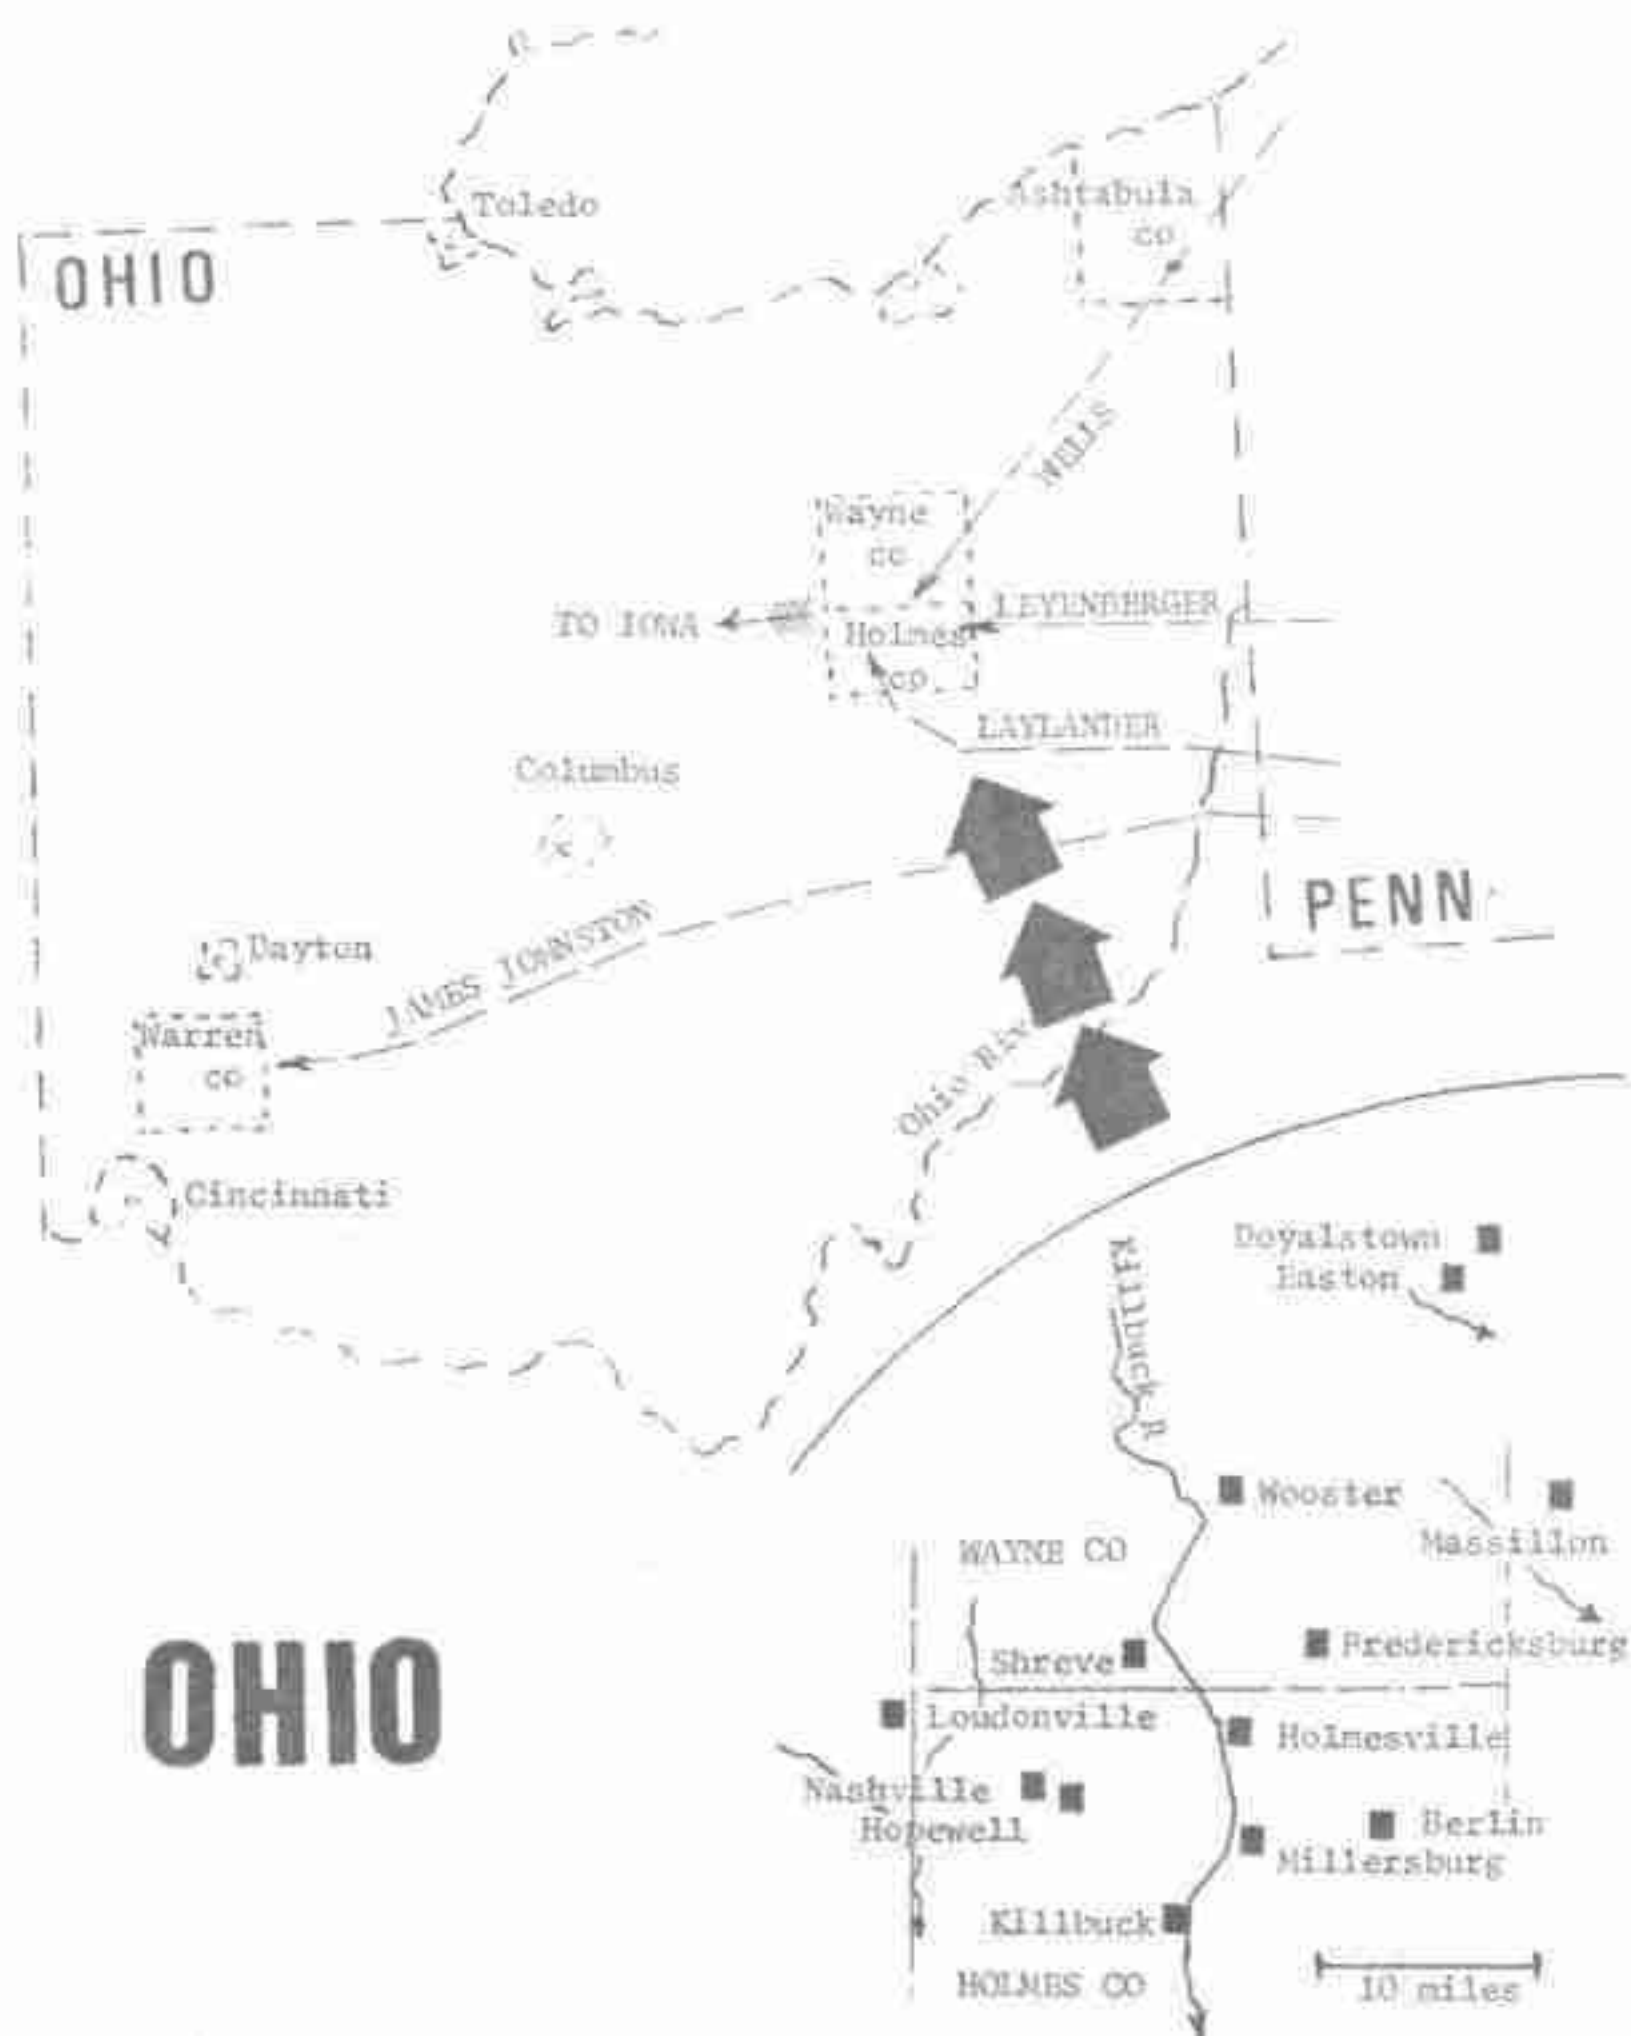 Toledo
Ashtabula
co
OHIO
WELLS
Wayne
co
LEYENBERGER
TO IOWA
Holmes
co
LAYLANDER
Columbus
PENN
JAMES JOHNSTON
Dayton
Warren
co
Ohio Riv
Cincinnati
Doyalstown
Easton
Killbuck R
Wooster
Massillon
WAYNE CO
Fredericksburg
Shreve
Loudonville
Holmesville
OHIO
Nashville
Hopewell
Berlin
Millersburg
Killbuck
HOLMES CO
10 miles